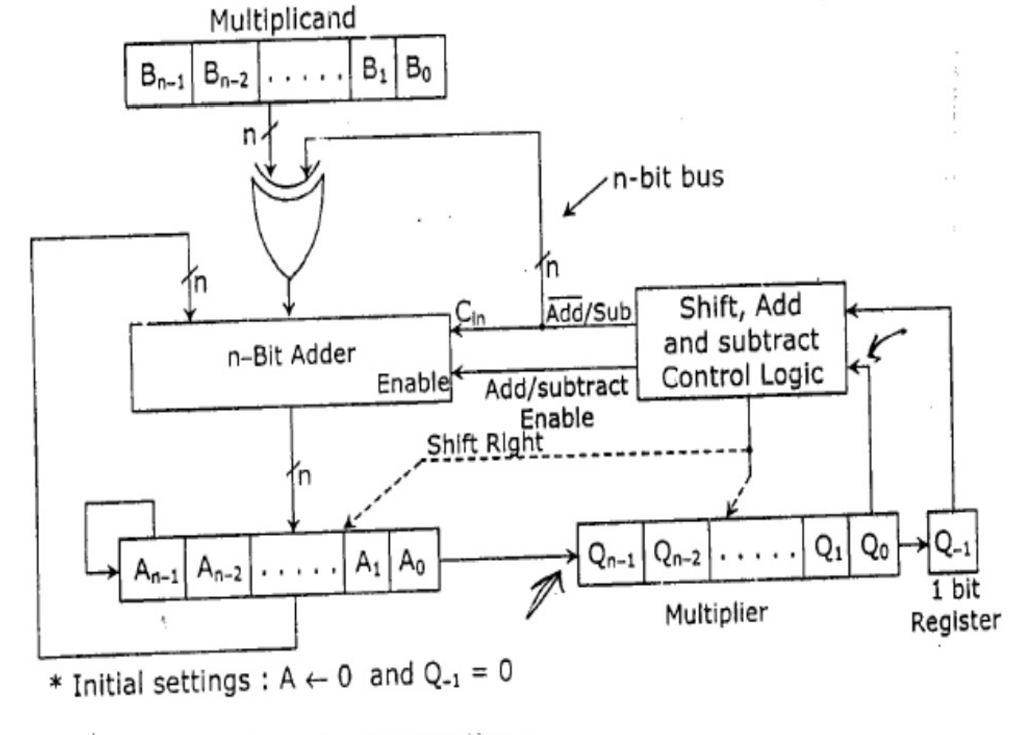 Multiplicand
Bn-1 Bn-2 ..... B1 B0
n
n-bit bus
n
n
Cin
A̅d̅d̅/Sub
Shift, Add
and subtract
Control Logic
n-Bit Adder
Enable
Add/subtract
Enable
Shift Right
n
An-1 An-2 ..... A1 A0
Qn-1 Qn-2 ..... Q1 Q0
Q-1
Multiplier
1 bit
Register
* Initial settings : A ← 0 and Q-1 = 0